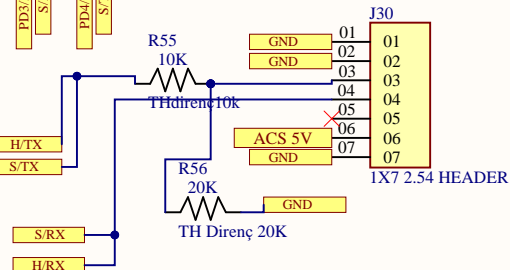 PD3/
S/
PD4/
S/
J30
R55
10K
THdirenc10k
GND
01
01
GND
02
02
03
03
04
04
05
05
ACS 5V
06
06
GND
07
07
1X7 2.54 HEADER
H/TX
S/TX
R56
20K
GND
TH Direnç 20K
S/RX
H/RX